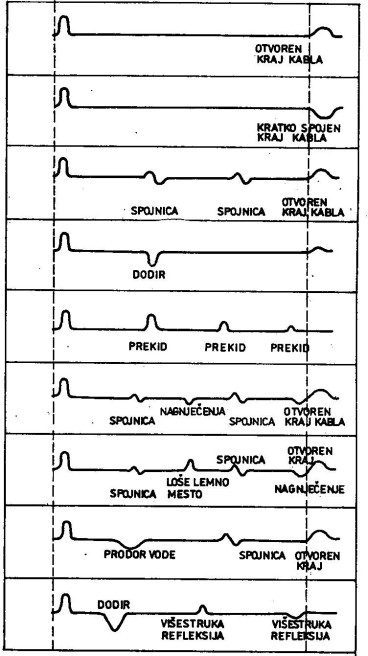 OTVOREN
KRAJ KABLA
KRATKO SPOJEN
KRAJ KABLA
SPOJNICA SPOJNICA OTVOREN
KRAJ KABLA
DODIR
PREKID PREKID PREKID
SPOJNICA NAGNJEČENJA SPOJNICA OTVOREN
KRAJ KABLA
SPOJNICA OTVOREN
KRAJ
SPOJNICA LOŠE LEMNO
MESTO NAGNJEČENJE
PRODOR VODE SPOJNICA OTVOREN
KRAJ
DODIR
VIŠESTRUKA
REFLEKSIJA
VIŠESTRUKA
REFLEKSIJA